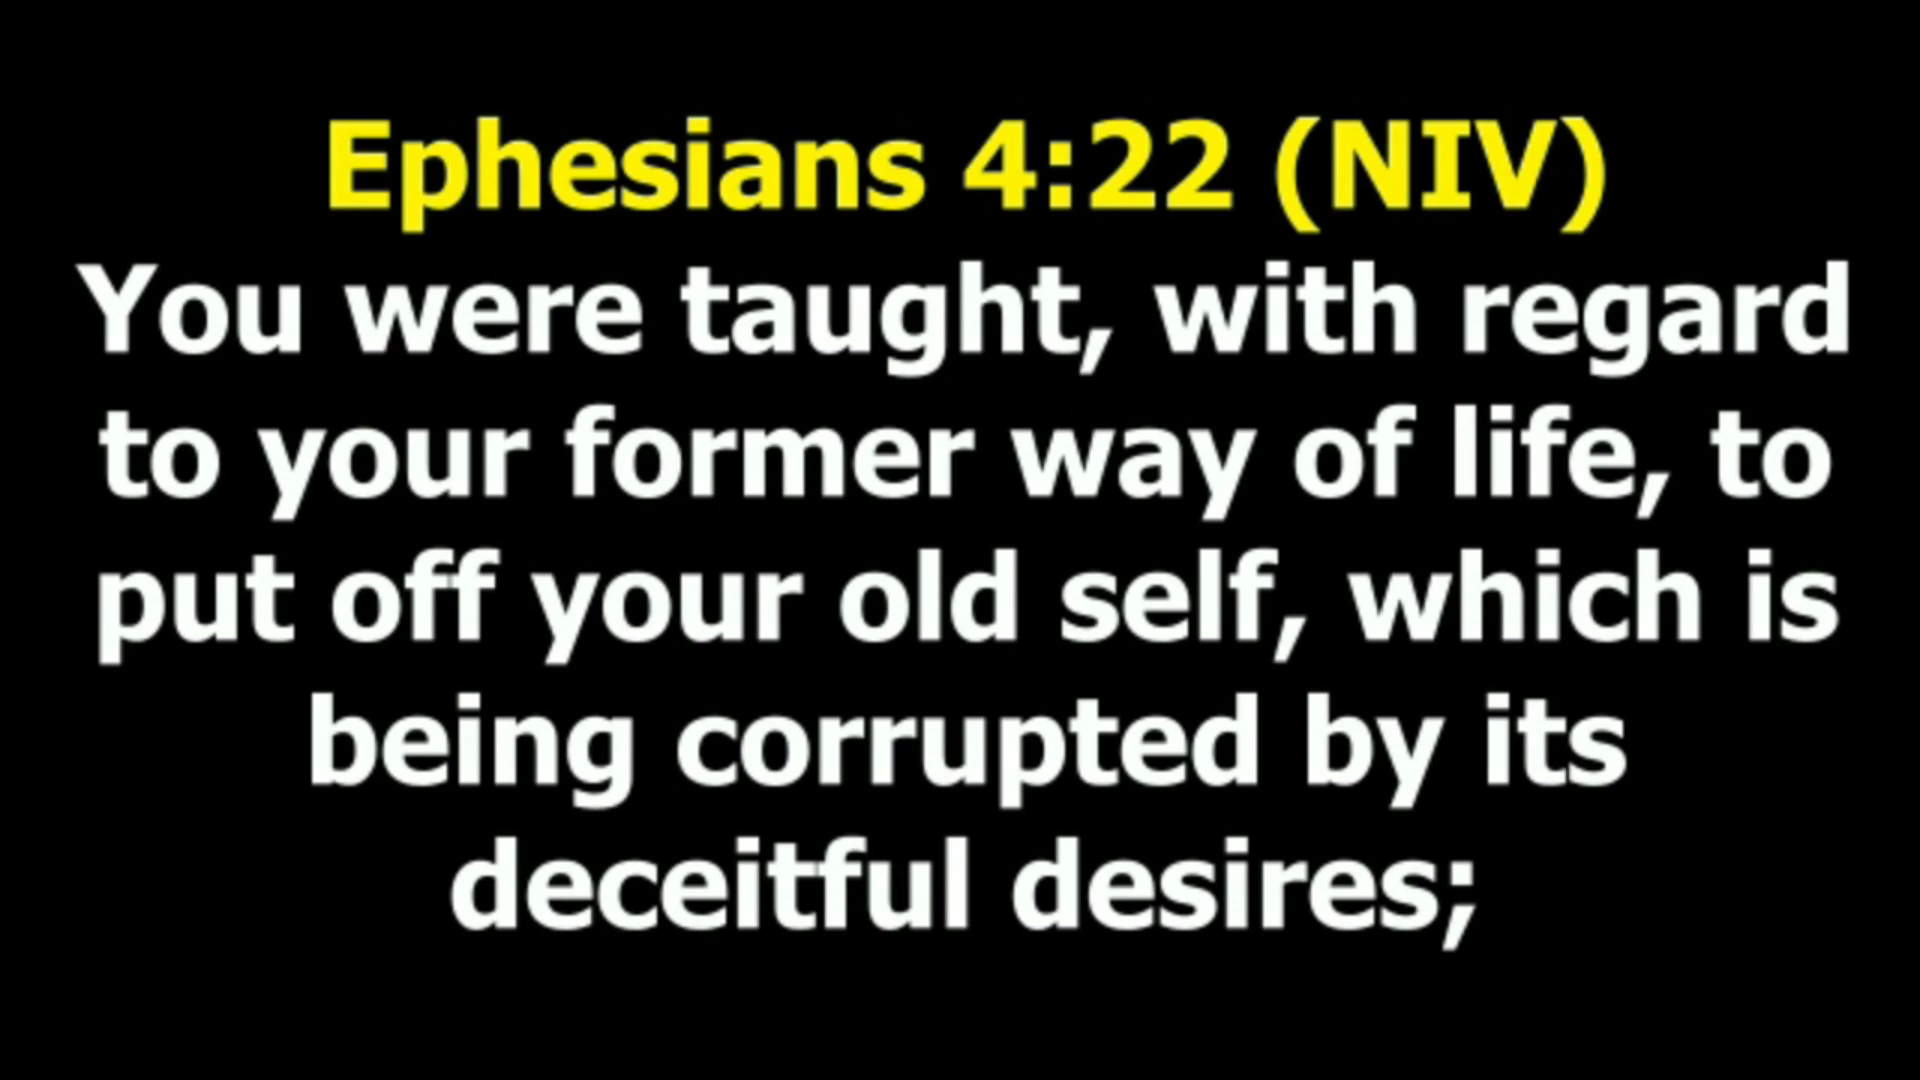 Ephesians 4:22 (NIV)
You were taught, with regard
to your former way of life, to
put off your old self, which is
being corrupted by its
deceitful desires;